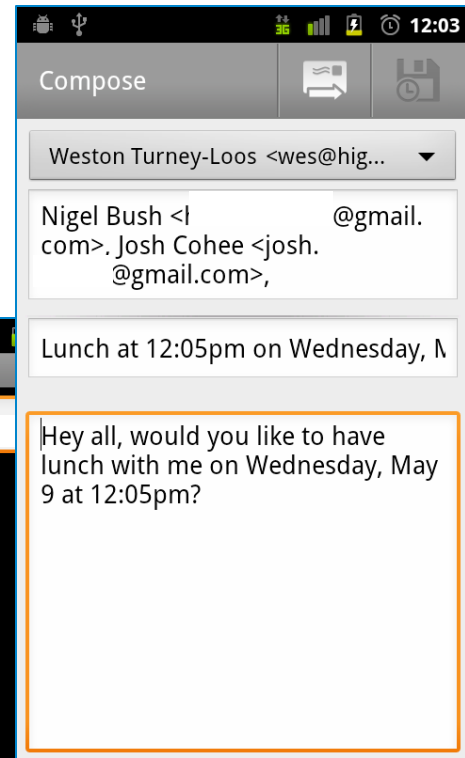 3G 12:03
Compose
Weston Turney-Loos <wes@hig...
Nigel Bush < @gmail.
com>, Josh Cohee <josh.
@gmail.com>,
Lunch at 12:05pm on Wednesday, M
Hey all, would you like to have
lunch with me on Wednesday, May
9 at 12:05pm?